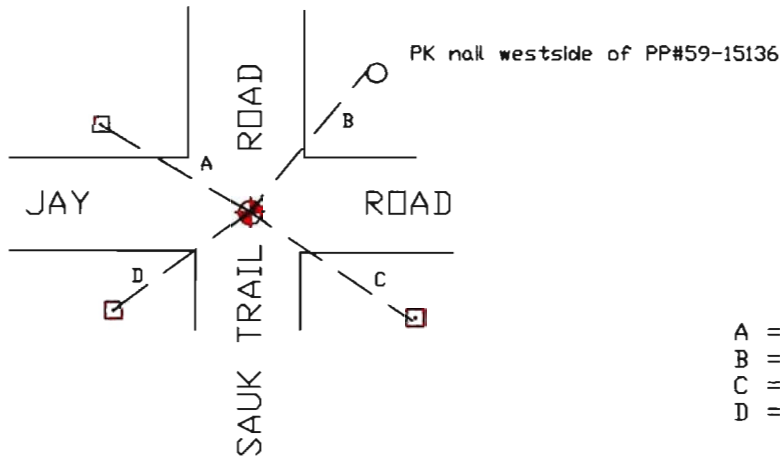 PK nail westside of PP#59-15136
B
A
JAY
ROAD
SAUK TRAIL ROAD
D
C
A =
B =
C =
D =